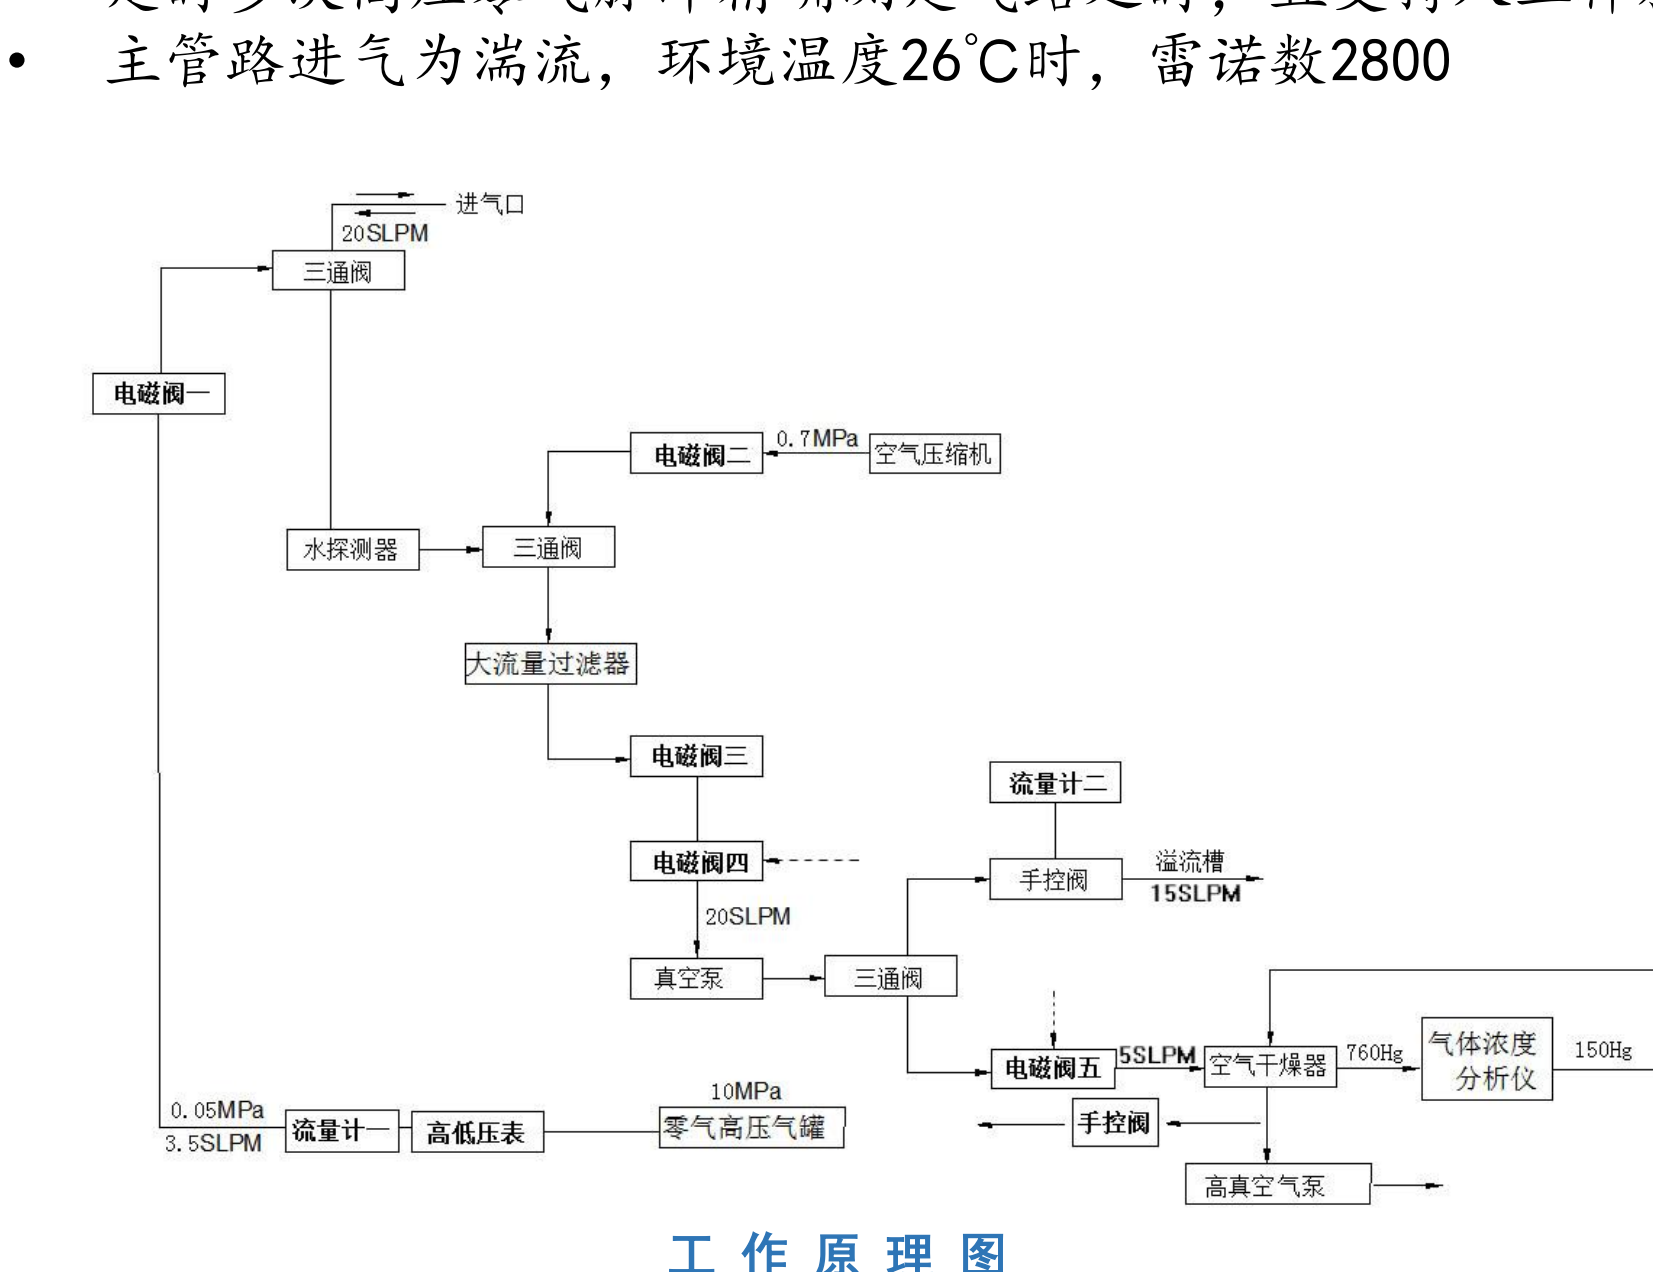 • 主管路进气为湍流，环境温度26℃时，雷诺数2800
进气口
20SLPM
三通阀
电磁阀一
电磁阀二
0.7MPa
空气压缩机
水探测器
三通阀
大流量过滤器
电磁阀三
流量计二
电磁阀四
手控阀
溢流槽
15SLPM
20SLPM
真空泵
三通阀
电磁阀五
5SLPM
空气干燥器
760Hg
气体浓度
分析仪
150Hg
0.05MPa
3.5SLPM
流量计一
高低压表
10MPa
零气高压气罐
手控阀
高真空气泵
工作原理图